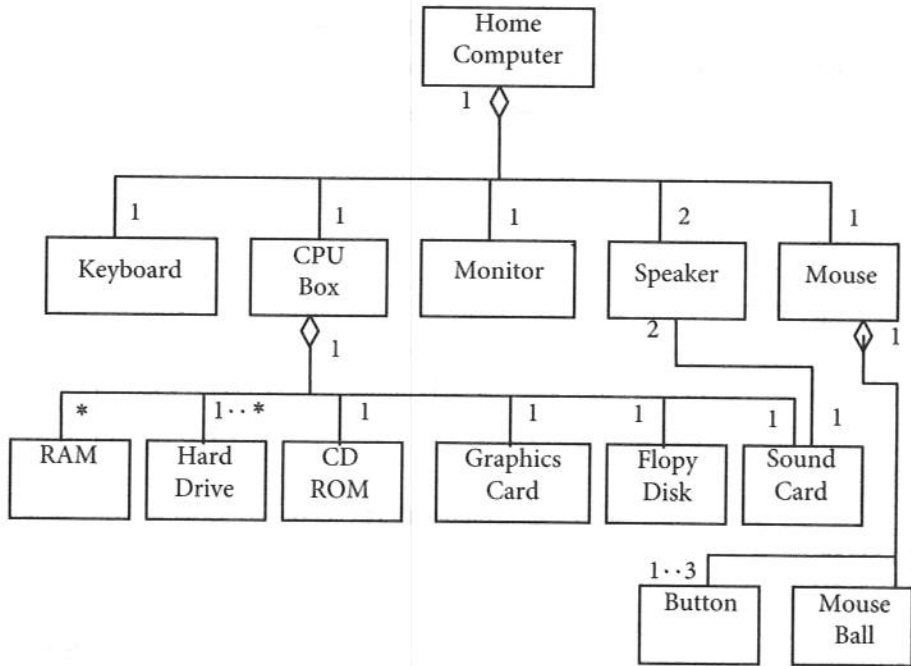 Home
Computer
1
1
1
1
2
1
Keyboard
CPU
Box
Monitor
Speaker
Mouse
1
2
1
*
1··*
1
1
1
1
1
RAM
Hard
Drive
CD
ROM
Graphics
Card
Flopy
Disk
Sound
Card
1··3
Button
Mouse
Ball